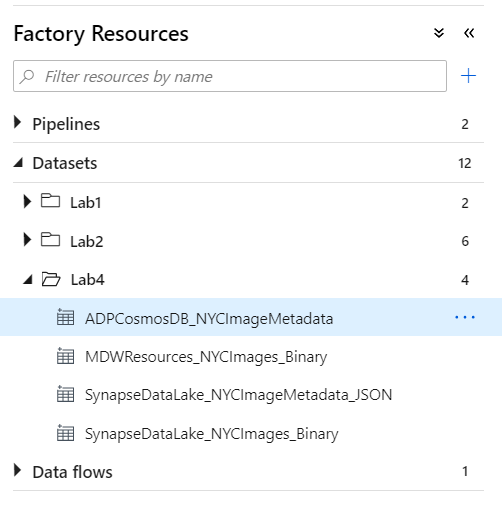 Factory Resources
Filter resources by name
Pipelines 2
Datasets 12
Lab1 2
Lab2 6
Lab4 4
ADPCosmosDB_NYCImageMetadata
MDWResources_NYCImages_Binary
SynapseDataLake_NYCImageMetadata_JSON
SynapseDataLake_NYCImages_Binary
Data flows 1